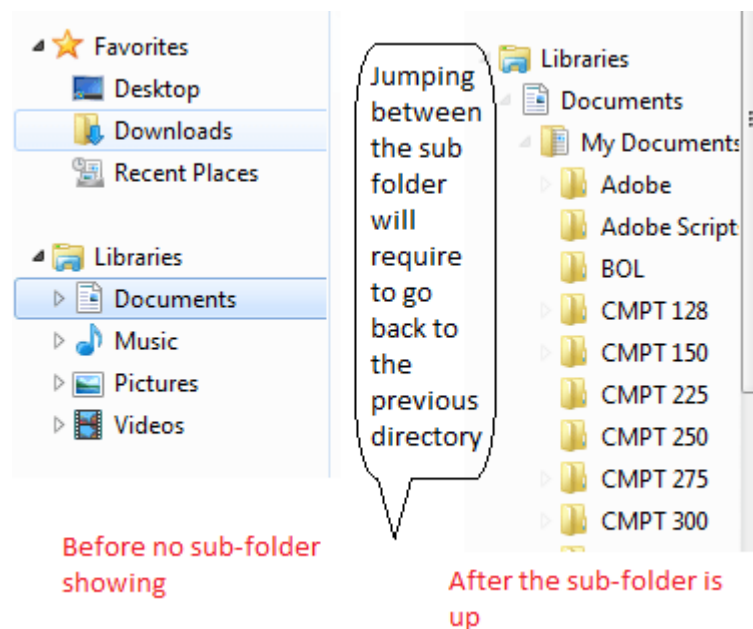 Favorites
Desktop
Downloads
Recent Places
Libraries
Documents
Music
Pictures
Videos
Before no sub-folder
showing
Jumping
between
the sub
folder
will
require
to go
back to
the
previous
directory
Libraries
Documents
My Documents
Adobe
Adobe Script
BOL
CMPT 128
CMPT 150
CMPT 225
CMPT 250
CMPT 275
CMPT 300
After the sub-folder is
up